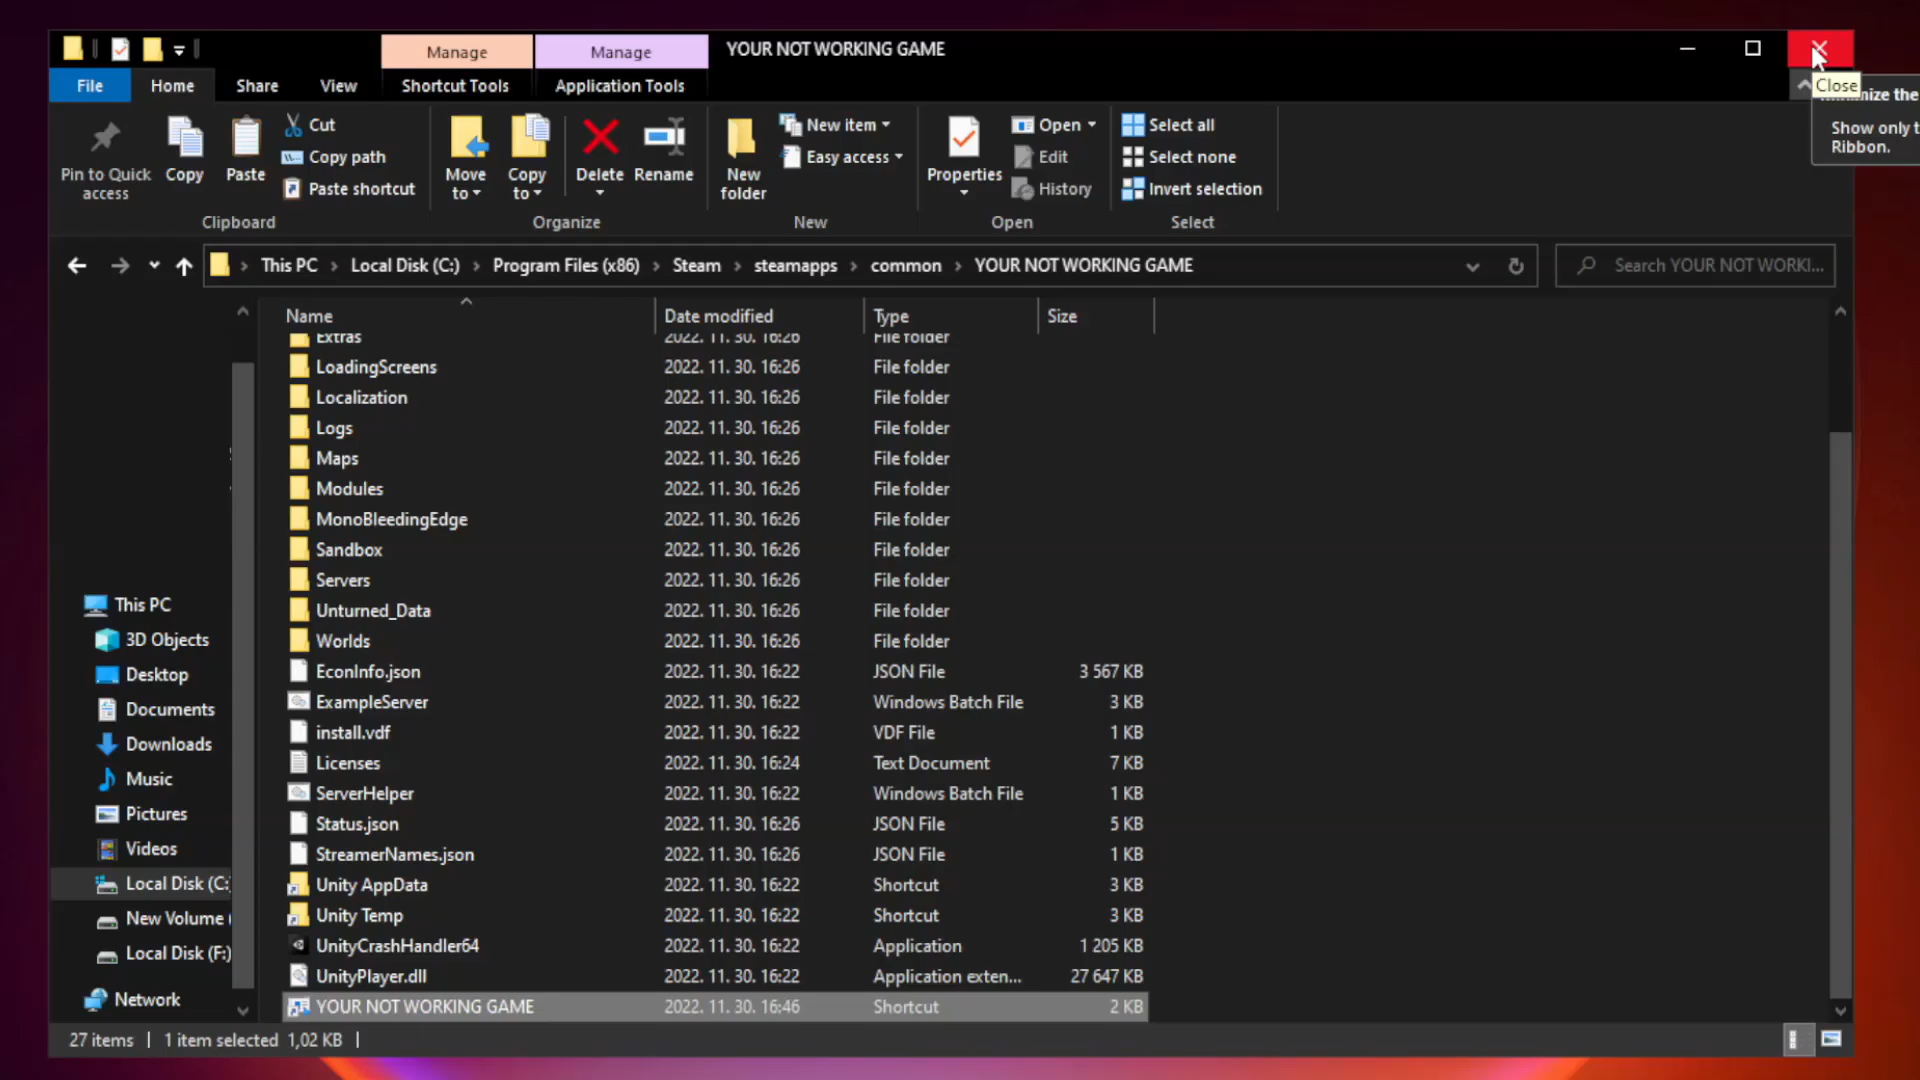 Manage
Manage
YOUR NOT WORKING GAME
File
Home
Share
View
Shortcut Tools
Application Tools
Close
the
Show only t
Ribbon.
Pin to Quick access
Copy
Paste
Cut
Copy path
Paste shortcut
Clipboard
Move to
Copy to
Delete
Rename
Organize
New folder
New item
Easy access
New
Properties
Open
Edit
History
Open
Select all
Select none
Invert selection
Select
This PC > Local Disk (C:) > Program Files (x86) > Steam > steamapps > common > YOUR NOT WORKING GAME
Search YOUR NOT WORKI...
Name Date modified Type Size
Extras 2022. 11. 30. 16:26 File folder
LoadingScreens 2022. 11. 30. 16:26 File folder
Localization 2022. 11. 30. 16:26 File folder
Logs 2022. 11. 30. 16:26 File folder
Maps 2022. 11. 30. 16:26 File folder
Modules 2022. 11. 30. 16:26 File folder
MonoBleedingEdge 2022. 11. 30. 16:26 File folder
Sandbox 2022. 11. 30. 16:26 File folder
Servers 2022. 11. 30. 16:26 File folder
Unturned_Data 2022. 11. 30. 16:26 File folder
Worlds 2022. 11. 30. 16:26 File folder
EconInfo.json 2022. 11. 30. 16:22 JSON File 3 567 KB
ExampleServer 2022. 11. 30. 16:22 Windows Batch File 3 KB
install.vdf 2022. 11. 30. 16:22 VDF File 1 KB
Licenses 2022. 11. 30. 16:24 Text Document 7 KB
ServerHelper 2022. 11. 30. 16:22 Windows Batch File 1 KB
Status.json 2022. 11. 30. 16:26 JSON File 5 KB
StreamerNames.json 2022. 11. 30. 16:26 JSON File 1 KB
Unity AppData 2022. 11. 30. 16:22 Shortcut 3 KB
Unity Temp 2022. 11. 30. 16:22 Shortcut 3 KB
UnityCrashHandler64 2022. 11. 30. 16:22 Application 1 205 KB
UnityPlayer.dll 2022. 11. 30. 16:22 Application exten... 27 647 KB
YOUR NOT WORKING GAME 2022. 11. 30. 16:46 Shortcut 2 KB
This PC
3D Objects
Desktop
Documents
Downloads
Music
Pictures
Videos
Local Disk (C:)
New Volume (
Local Disk (F:)
Network
27 items
1 item selected 1,02 KB